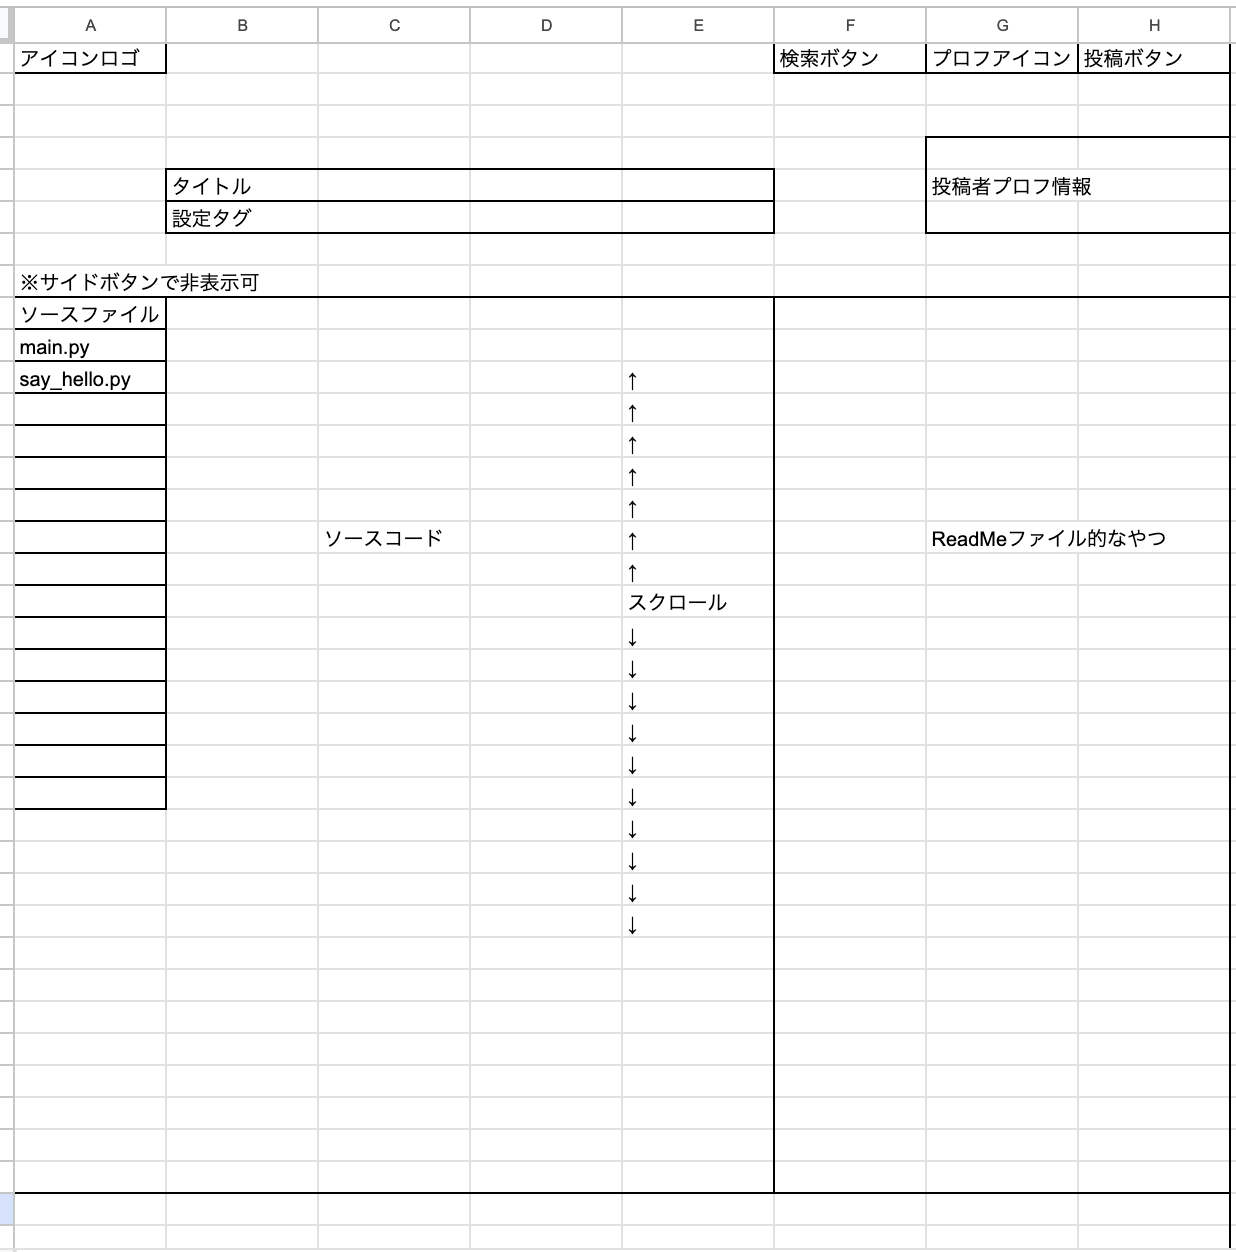 A B C D E F G H
アイコンロゴ 検索ボタン プロフアイコン 投稿ボタン
タイトル 投稿者プロフ情報
設定タグ
※サイドボタンで非表示可
ソースファイル
main.py
say_hello.py ↑
↑
↑
↑
↑
ソースコード ↑ ReadMeファイル的なやつ
↑
スクロール
↓
↓
↓
↓
↓
↓
↓
↓
↓
↓